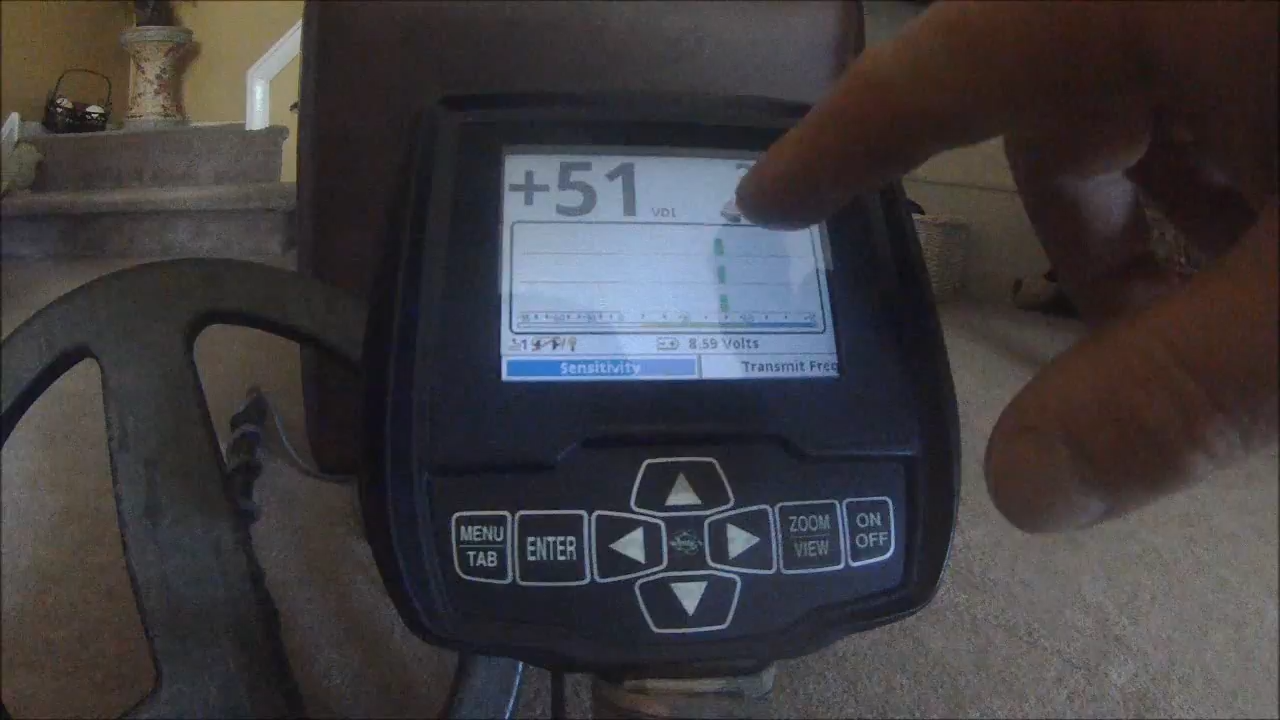 +51 VDI
8.59 Volts
Sensitivity Transmit Freq
MENU
TAB
ENTER
ZOOM
VIEW
ON
OFF